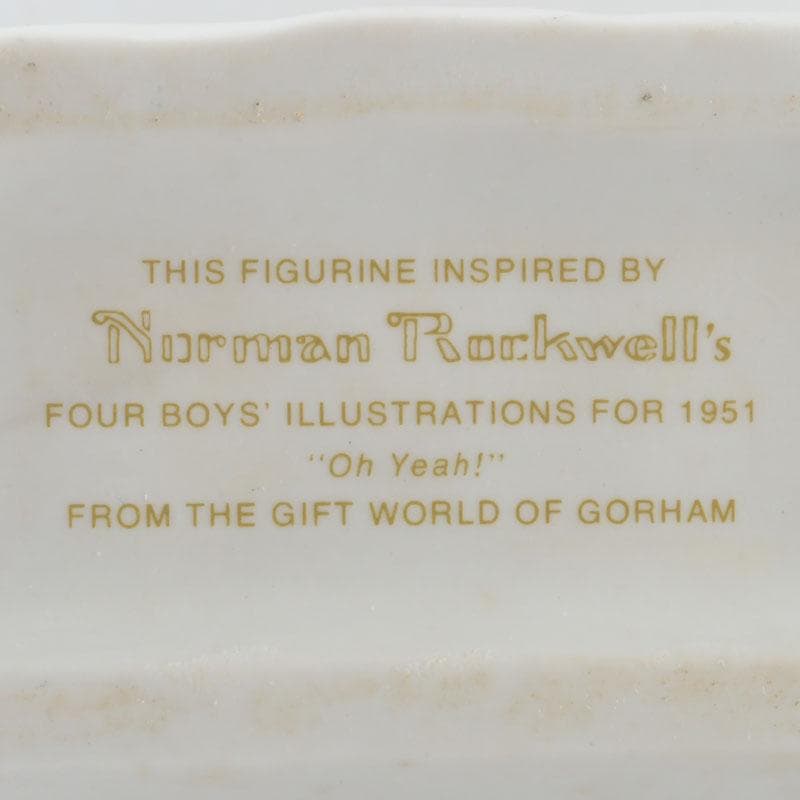 THIS FIGURINE INSPIRED BY
Norman Rockwell's
FOUR BOYS' ILLUSTRATIONS FOR 1951
"Oh Yeah!"
FROM THE GIFT WORLD OF GORHAM